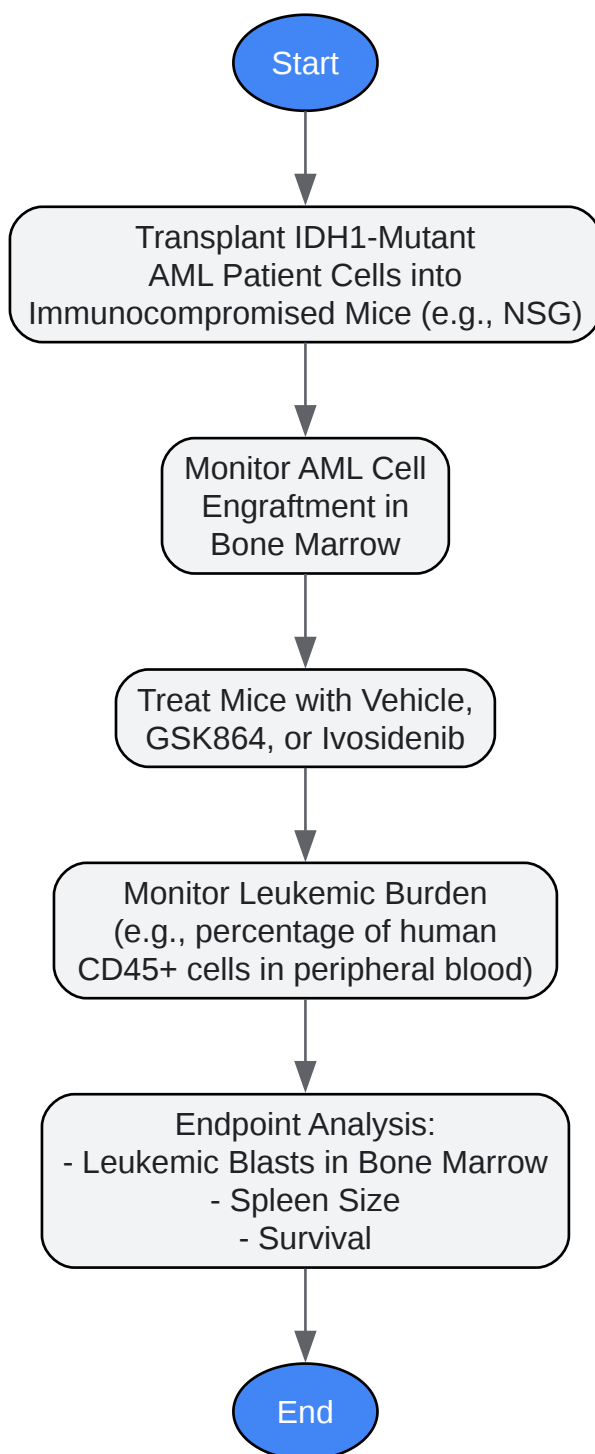 Start
Transplant IDH1-Mutant
AML Patient Cells into
Immunocompromised Mice (e.g., NSG)
Monitor AML Cell
Engraftment in
Bone Marrow
Treat Mice with Vehicle,
GSK864, or Ivosidenib
Monitor Leukemic Burden
(e.g., percentage of human
CD45+ cells in peripheral blood)
Endpoint Analysis:
- Leukemic Blasts in Bone Marrow
- Spleen Size
- Survival
End